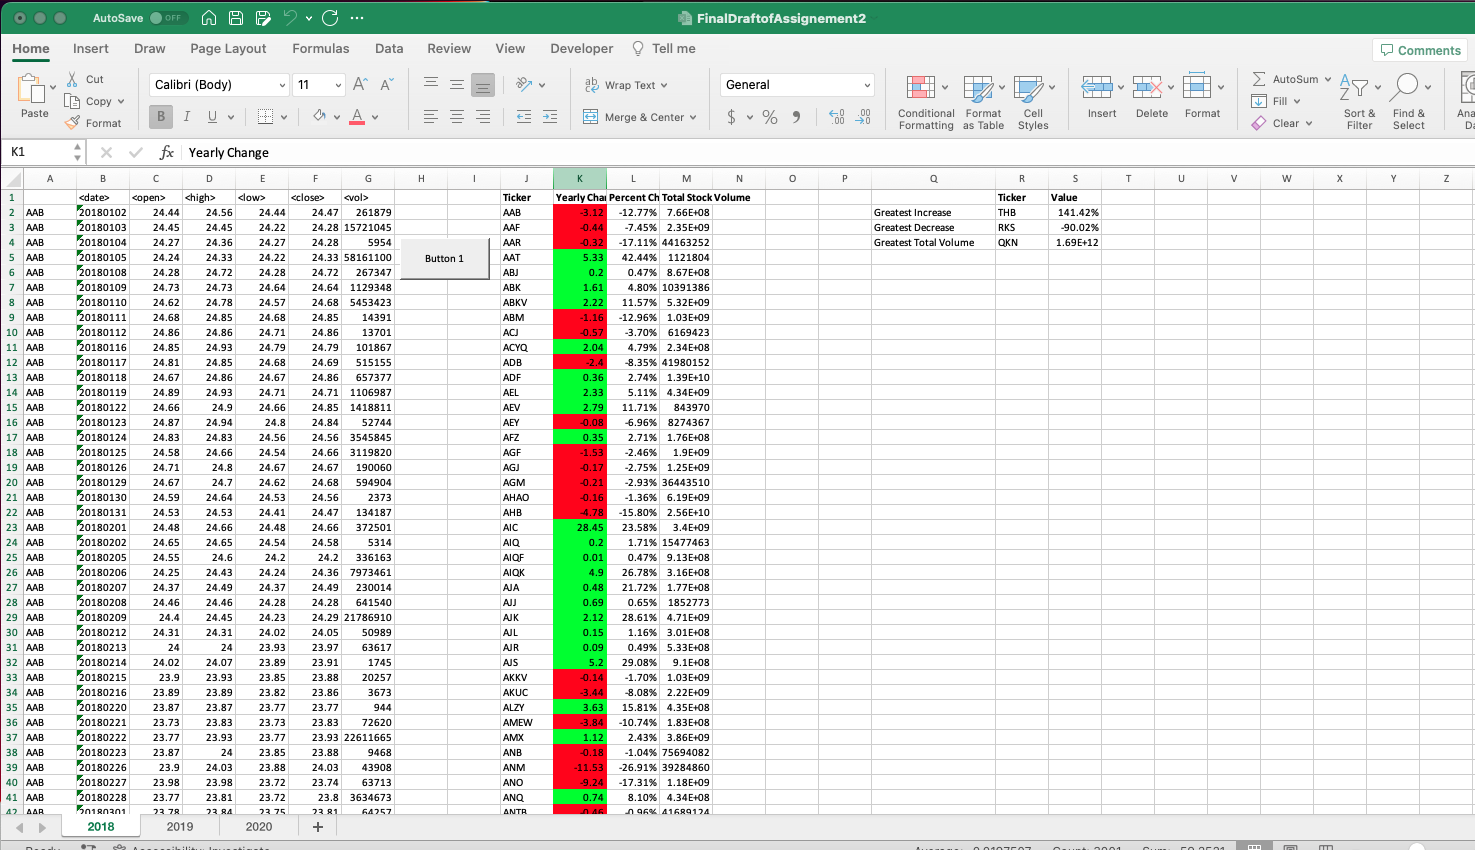 AutoSave OFF FinalDraftofAssignement2
Home Insert Draw Page Layout Formulas Data Review View Developer Tell me Comments
Cut Calibri (Body) 11 A A Wrap Text General AutoSum A Z
Copy Fill
Paste Format B I U A Merge & Center $ % 9 Conditional Formatting Format as Table Cell Styles Insert Delete Format Clear Sort & Filter Find & Select
K1 fx Yearly Change
A B C D E F G H I J K L M N O P Q R S T U V W X Y Z
1 <date> <open> <high> <low> <close> <vol> Ticker Yearly Cha Percent Ch Total Stock Volume Ticker Value
2 AAB 20180102 24.44 24.56 24.44 24.47 261879 AAB -3.12 -12.77% 7.66E+08 Greatest Increase THB 141.42%
3 AAB 20180103 24.45 24.45 24.22 24.28 15721045 AAF -0.44 -7.45% 2.35E+09 Greatest Decrease RKS -90.02%
4 AAB 20180104 24.27 24.36 24.27 24.28 5954 AAR -0.32 -17.11% 44163252 Greatest Total Volume QKN 1.69E+12
5 AAB 20180105 24.24 24.33 24.22 24.33 58161100 Button 1 AAT 5.33 42.44% 1121804
6 AAB 20180108 24.28 24.72 24.28 24.72 267347 ABJ 0.2 0.47% 8.67E+08
7 AAB 20180109 24.73 24.73 24.64 24.64 1129348 ABK 1.61 4.80% 10391386
8 AAB 20180110 24.62 24.78 24.57 24.68 5453423 ABKV 2.22 11.57% 5.32E+09
9 AAB 20180111 24.68 24.85 24.68 24.85 14391 ABM -1.16 -12.96% 1.03E+09
10 AAB 20180112 24.86 24.86 24.71 24.86 13701 ACJ -0.57 -3.70% 6169423
11 AAB 20180116 24.85 24.93 24.79 24.79 101867 ACYQ 2.04 4.79% 2.34E+08
12 AAB 20180117 24.81 24.85 24.68 24.69 515155 ADB -2.4 -8.35% 41980152
13 AAB 20180118 24.67 24.86 24.67 24.86 657377 ADF 0.36 2.74% 1.39E+10
14 AAB 20180119 24.89 24.93 24.71 24.71 1106987 AEL 2.33 5.11% 4.34E+09
15 AAB 20180122 24.66 24.9 24.66 24.85 1418811 AEV 2.79 11.71% 843970
16 AAB 20180123 24.87 24.94 24.8 24.84 52744 AEY -0.08 -6.96% 8274367
17 AAB 20180124 24.83 24.83 24.56 24.56 3545845 AFZ 0.35 2.71% 1.76E+08
18 AAB 20180125 24.58 24.66 24.54 24.66 3119820 AGF -1.53 -2.46% 1.9E+09
19 AAB 20180126 24.71 24.8 24.67 24.67 190060 AGJ -0.17 -2.75% 1.25E+09
20 AAB 20180129 24.67 24.7 24.62 24.68 594904 AGM -0.21 -2.93% 36443510
21 AAB 20180130 24.59 24.64 24.53 24.56 2373 AHAO -0.16 -1.36% 6.19E+09
22 AAB 20180131 24.53 24.53 24.41 24.47 134187 AHB -4.78 -15.80% 2.56E+10
23 AAB 20180201 24.48 24.66 24.48 24.66 372501 AIC 28.45 23.58% 3.4E+09
24 AAB 20180202 24.65 24.65 24.54 24.58 5314 AIQ 0.2 1.71% 15477463
25 AAB 20180205 24.55 24.6 24.2 24.2 336163 AIQF 0.01 0.47% 9.13E+08
26 AAB 20180206 24.25 24.43 24.24 24.36 7973461 AIQK 4.9 26.78% 3.16E+08
27 AAB 20180207 24.37 24.49 24.37 24.49 230014 AJA 0.48 21.72% 1.77E+08
28 AAB 20180208 24.46 24.46 24.28 24.28 641540 AJJ 0.69 0.65% 1852773
29 AAB 20180209 24.4 24.45 24.23 24.29 21786910 AJK 2.12 28.61% 4.71E+09
30 AAB 20180212 24.31 24.31 24.02 24.05 50989 AJL 0.15 1.16% 3.01E+08
31 AAB 20180213 24 24 23.93 23.97 63617 AJR 0.09 0.49% 5.33E+08
32 AAB 20180214 24.02 24.07 23.89 23.91 1745 AJS 5.2 29.08% 9.1E+08
33 AAB 20180215 23.9 23.93 23.85 23.88 20257 AKKV -0.14 -1.70% 1.03E+09
34 AAB 20180216 23.89 23.89 23.82 23.86 3673 AKUC -3.44 -8.08% 2.22E+09
35 AAB 20180220 23.87 23.87 23.77 23.77 944 ALZY 3.63 15.81% 4.35E+08
36 AAB 20180221 23.73 23.83 23.73 23.83 72620 AMEW -3.84 -10.74% 1.83E+08
37 AAB 20180222 23.77 23.93 23.77 23.93 22611665 AMX 1.12 2.43% 3.86E+09
38 AAB 20180223 23.87 24 23.85 23.88 9468 ANB -0.18 -1.04% 75694082
39 AAB 20180226 23.9 24.03 23.88 24.03 43908 ANM -11.53 -26.91% 39284860
40 AAB 20180227 23.98 23.98 23.72 23.74 63713 ANO -9.24 -17.31% 1.18E+09
41 AAB 20180228 23.77 23.81 23.72 23.8 3634673 ANQ 0.74 8.10% 4.34E+08
42 AAB 20180301 23.78 23.84 23.75 23.81 64257 ANTB -0.46 -0.96% 41689124
2018 2019 2020 +